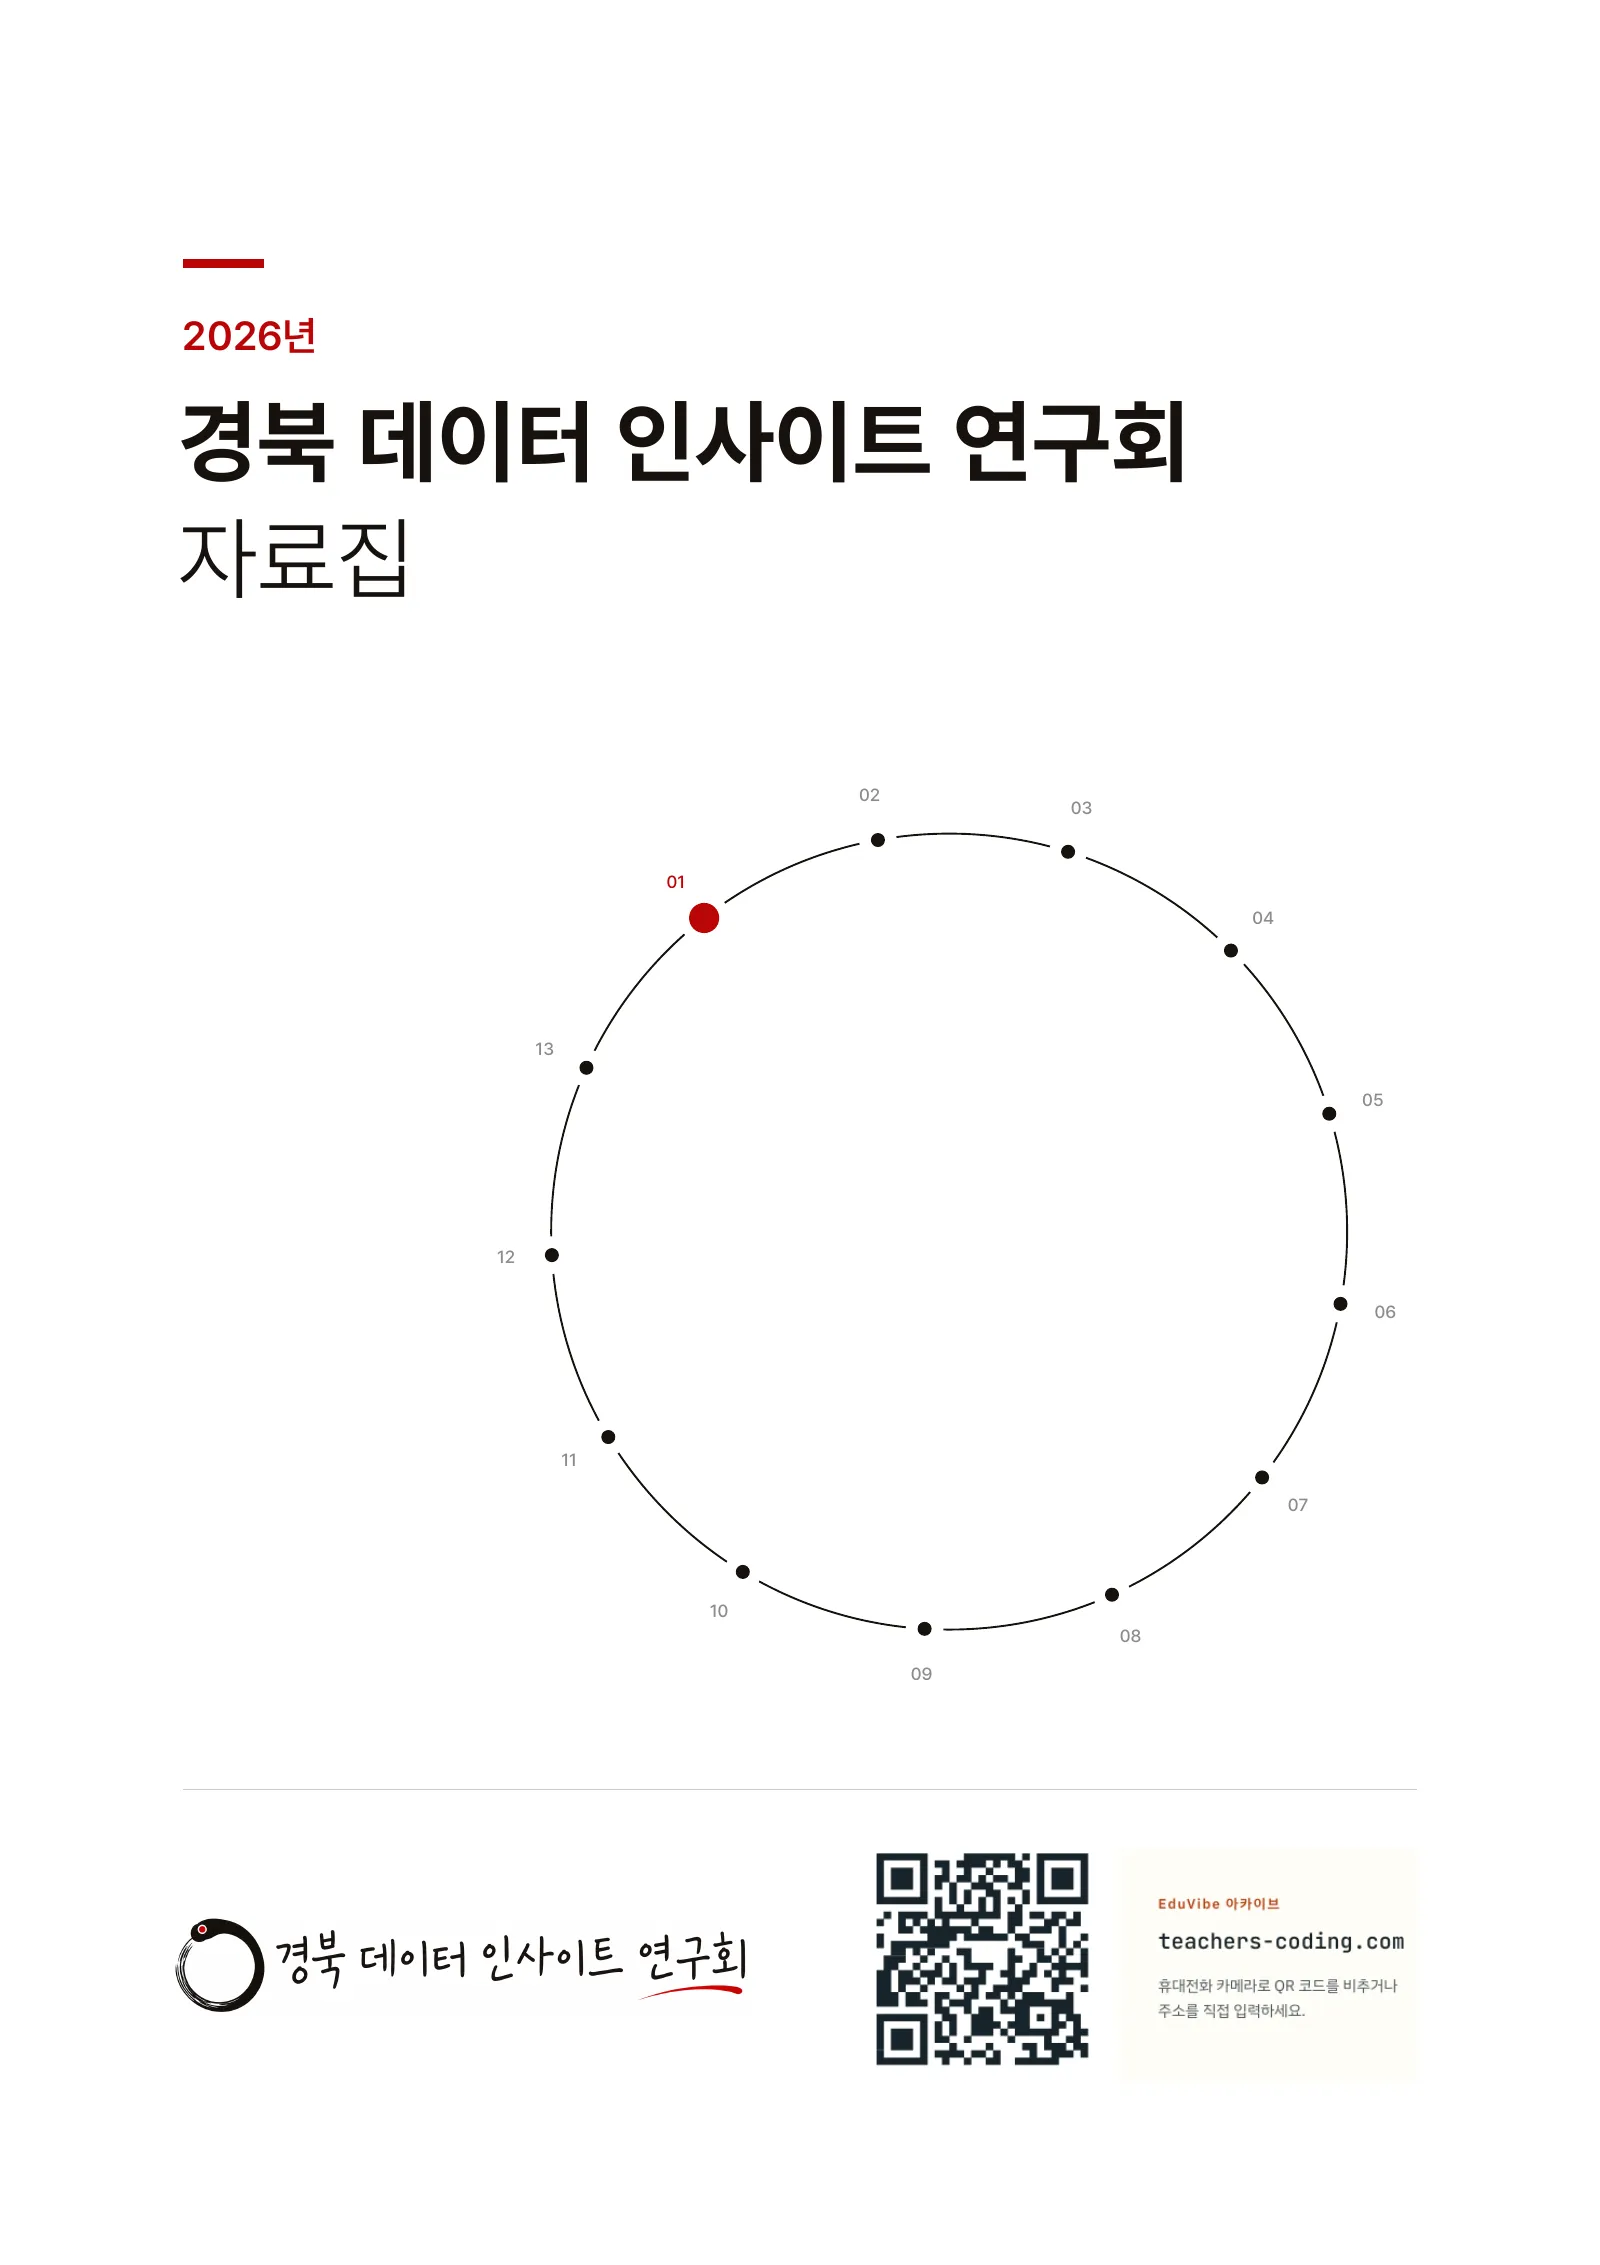 2026년
경북 데이터 인사이트 연구회
자료집
02
03
01
04
13
05
12
06
11
07
10
08
09
경북 데이터 인사이트 연구회
EduVibe 아카이브
teachers-coding.com
휴대전화 카메라로 QR 코드를 비추거나
주소를 직접 입력하세요.